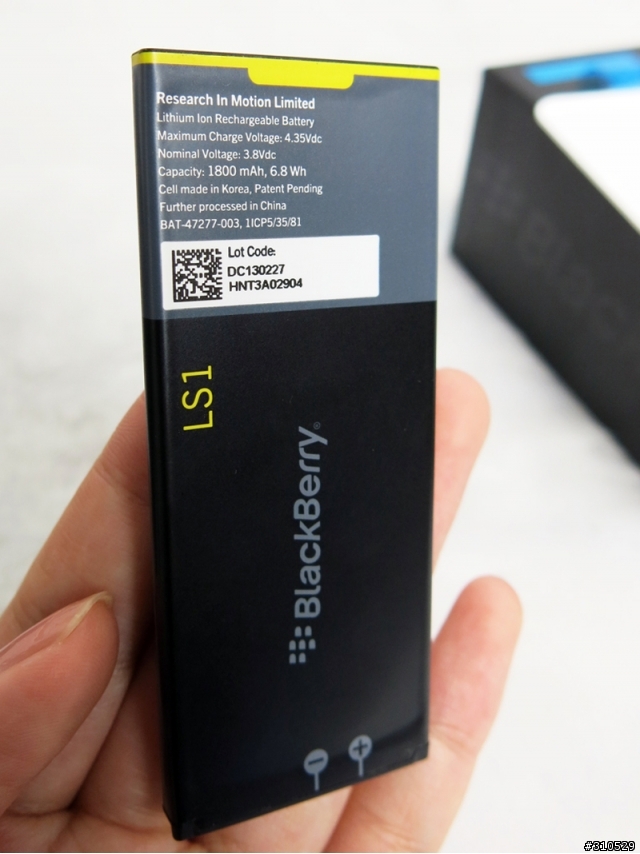 Research In Motion Limited
Lithium Ion Rechargeable Battery
Maximum Charge Voltage: 4.35Vdc
Nominal Voltage: 3.8Vdc
Capacity: 1800 mAh, 6.8 Wh
Cell made in Korea, Patent Pending
Further processed in China
BAT-47277-003, 1ICP5/35/81
Lot Code:
DC130227
HNT3A02904
LS1
BlackBerry®
- +
#310529